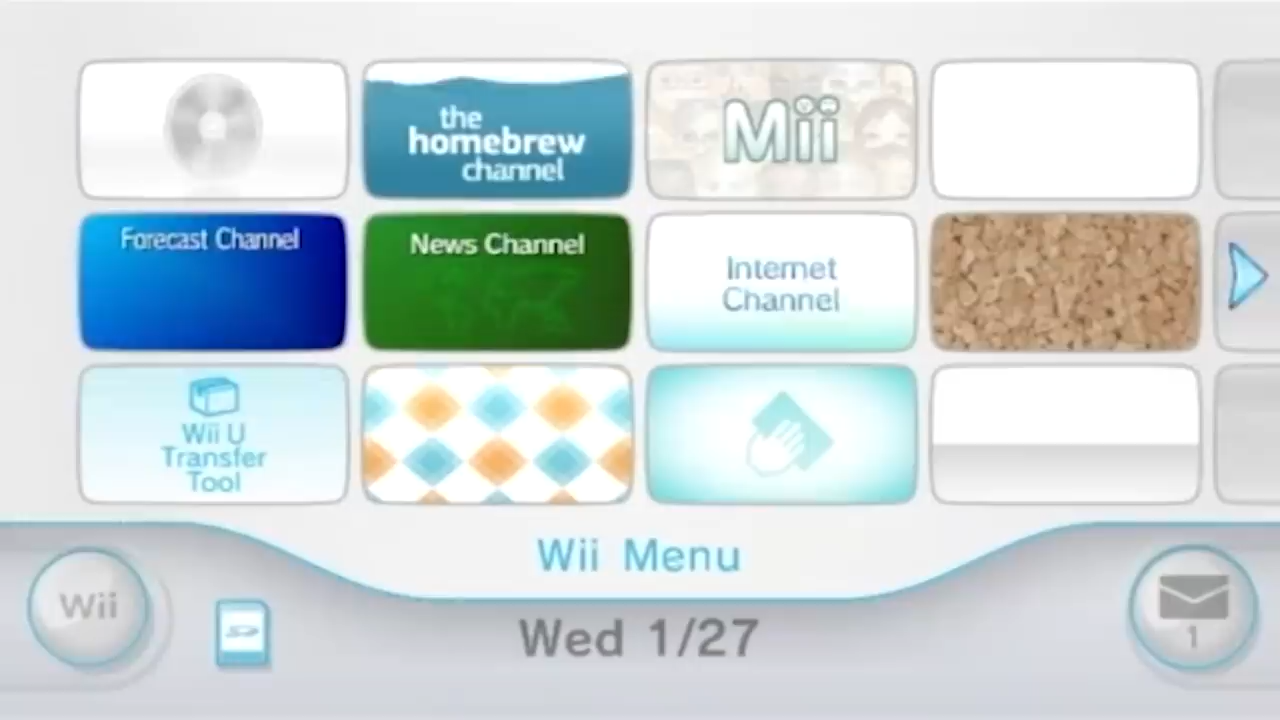 the
homebrew
channel
Mii
Forecast Channel
News Channel
Internet
Channel
Wii U
Transfer
Tool
Wii Menu
Wii
SD
Wed 1/27
1